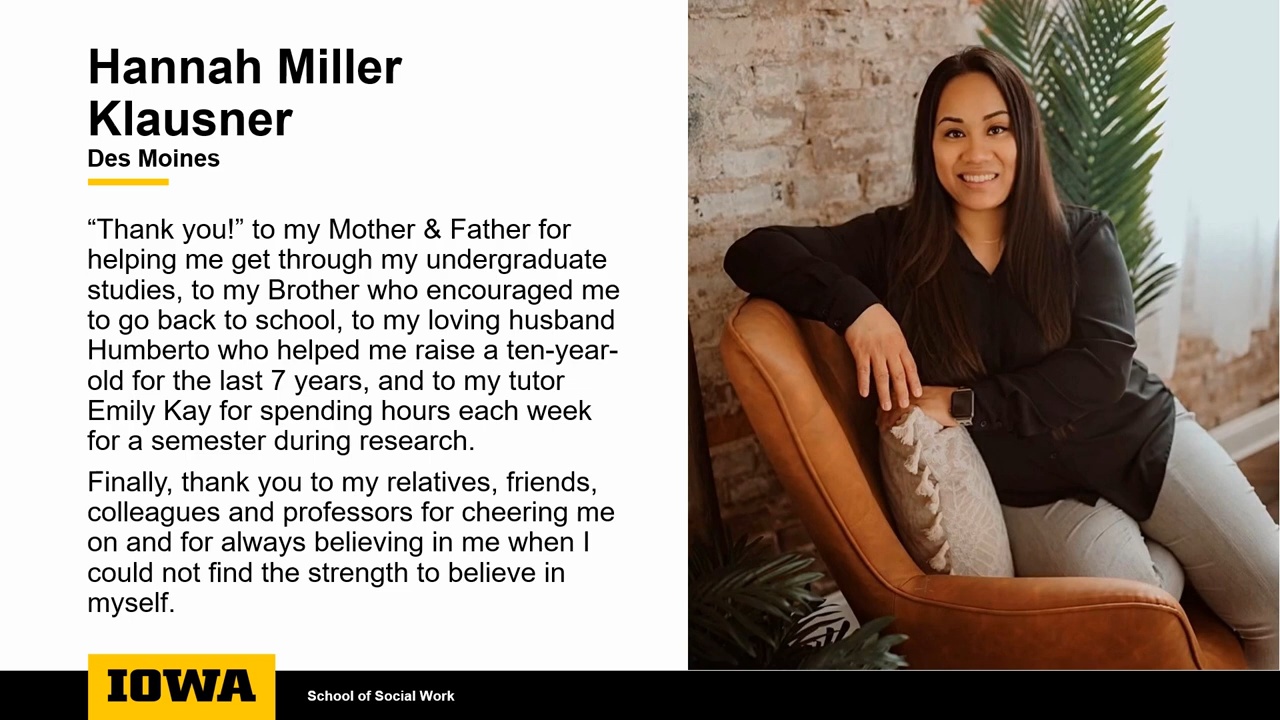 Hannah Miller
Klausner
Des Moines
“Thank you!” to my Mother & Father for
helping me get through my undergraduate
studies, to my Brother who encouraged me
to go back to school, to my loving husband
Humberto who helped me raise a ten-year-
old for the last 7 years, and to my tutor
Emily Kay for spending hours each week
for a semester during research.
Finally, thank you to my relatives, friends,
colleagues and professors for cheering me
on and for always believing in me when I
could not find the strength to believe in
myself.
IOWA
School of Social Work